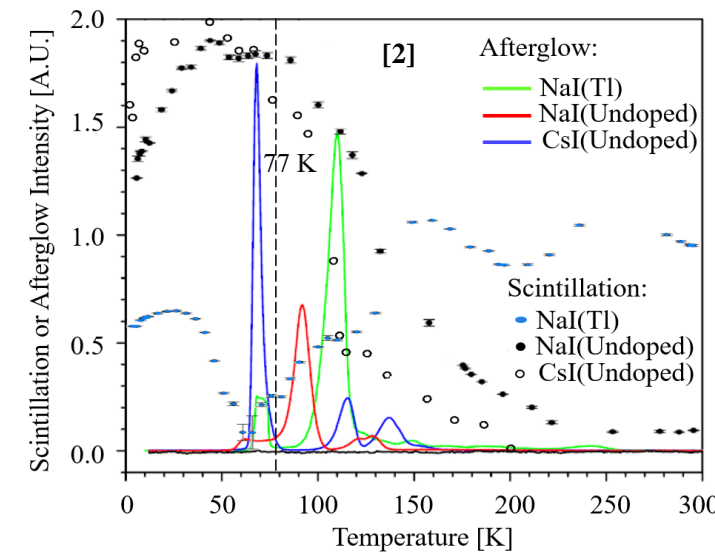 2.0
1.5
1.0
0.5
0.0
Scintillation or Afterglow Intensity [A.U.]
[2]
Afterglow:
NaI(Tl)
NaI(Undoped)
CsI(Undoped)
77 K
Scintillation:
NaI(Tl)
NaI(Undoped)
CsI(Undoped)
0 50 100 150 200 250 300
Temperature [K]